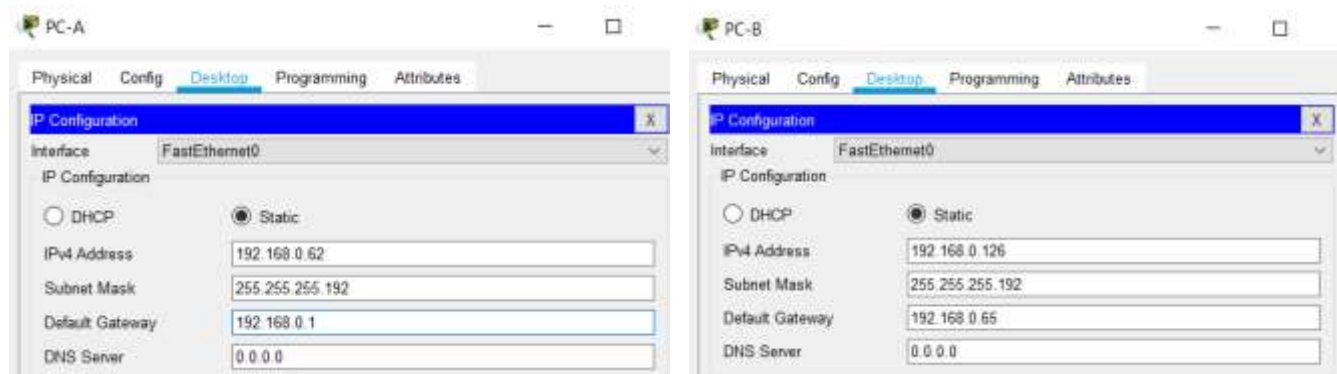 PC-A
Physical Config Desktop Programming Attributes
IP Configuration X
Interface FastEthernet0
IP Configuration
DHCP Static
IPv4 Address 192.168.0.62
Subnet Mask 255.255.255.192
Default Gateway 192.168.0.1
DNS Server 0.0.0.0
PC-B
Physical Config Desktop Programming Attributes
IP Configuration X
Interface FastEthernet0
IP Configuration
DHCP Static
IPv4 Address 192.168.0.126
Subnet Mask 255.255.255.192
Default Gateway 192.168.0.65
DNS Server 0.0.0.0